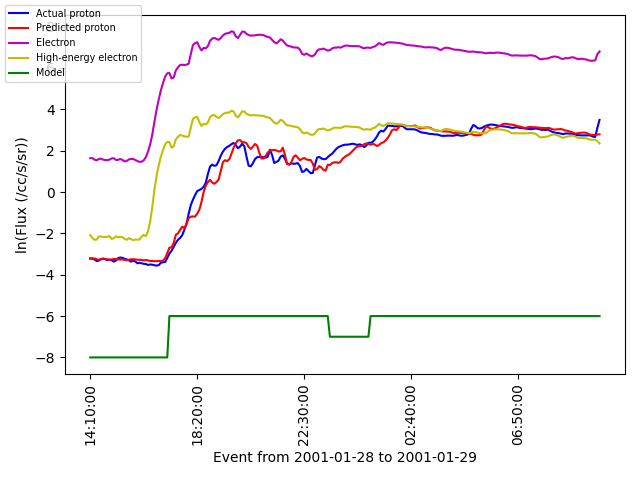 Actual proton
Predicted proton
Electron
High-energy electron
Model
ln(Flux (/cc/s/sr))
4
2
0
−2
−4
−6
−8
14:10:00
18:20:00
22:30:00
02:40:00
06:50:00
Event from 2001-01-28 to 2001-01-29